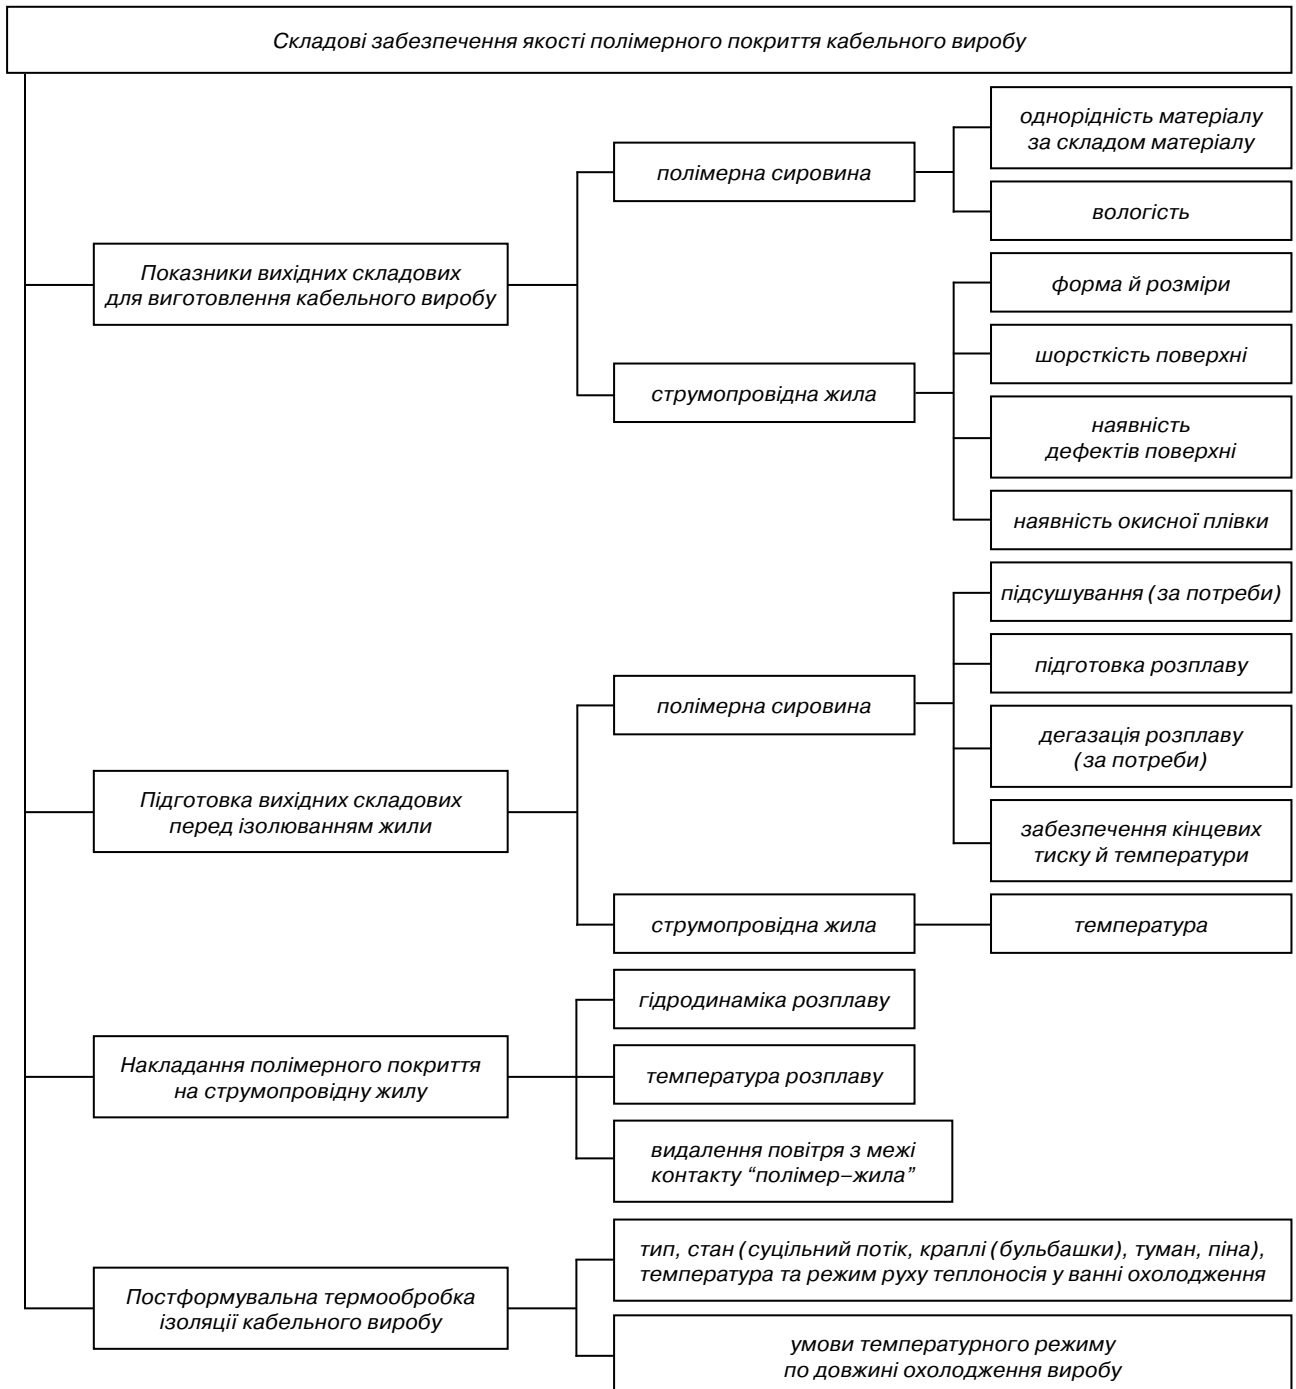 Складові забезпечення якості полімерного покриття кабельного виробу
Показники вихідних складових
для виготовлення кабельного виробу
полімерна сировина
однорідність матеріалу
за складом матеріалу
вологість
струмопровідна жила
форма й розміри
шорсткість поверхні
наявність
дефектів поверхні
наявність окисної плівки
Підготовка вихідних складових
перед ізолюванням жили
полімерна сировина
підсушування (за потреби)
підготовка розплаву
дегазація розплаву
(за потреби)
забезпечення кінцевих
тиску й температури
струмопровідна жила
температура
Накладання полімерного покриття
на струмопровідну жилу
гідродинаміка розплаву
температура розплаву
видалення повітря з межі
контакту “полімер–жила”
Постформувальна термообробка
ізоляції кабельного виробу
тип, стан (суцільний потік, краплі (бульбашки), туман, піна),
температура та режим руху теплоносія у ванні охолодження
умови температурного режиму
по довжині охолодження виробу